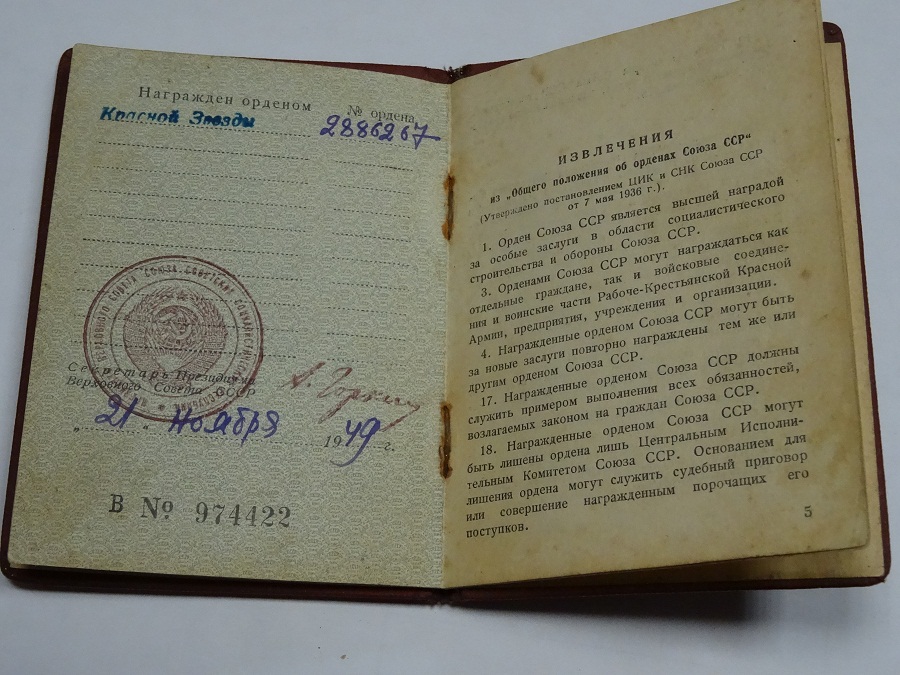 Награжден орденом
№ ордена
Красной Звезды
2886267
ВЕРХОВНОГО СОВЕТА СОЮЗА СОВЕТСКИХ СОЦИАЛИСТИЧЕСКИХ
Секретарь Президиума
Верховного Совета СССР
А. Горкин
„ 21 " Ноября 1949 г.
В № 974422
ИЗВЛЕЧЕНИЯ
из „Общего положения об орденах Союза ССР"
(Утверждено постановлением ЦИК и СНК Союза ССР
от 7 мая 1936 г.).
1. Орден Союза ССР является высшей наградой
за особые заслуги в области социалистического
строительства и обороны Союза ССР.
3. Орденами Союза ССР могут награждаться как
отдельные граждане, так и войсковые соедине-
ния и воинские части Рабоче-Крестьянской Красной
Армии, предприятия, учреждения и организации.
4. Награжденные орденом Союза ССР могут быть
за новые заслуги повторно награждены тем же или
другим орденом Союза ССР.
17. Награжденные орденом Союза ССР должны
служить примером выполнения всех обязанностей,
возлагаемых законом на граждан Союза ССР.
18. Награжденные орденом Союза ССР могут
быть лишены ордена лишь Центральным Исполни-
тельным Комитетом Союза ССР. Основанием для
лишения ордена могут служить судебный приговор
или совершение награжденным порочащих его
поступков.
5